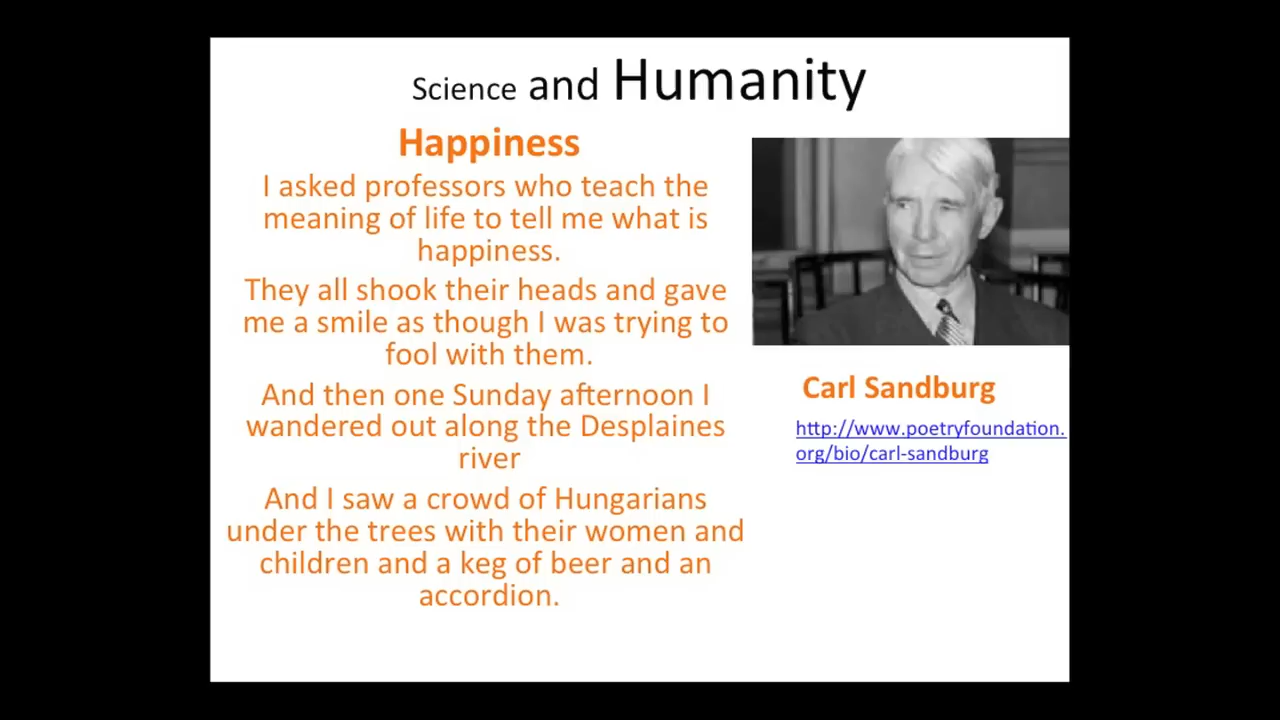 Science and Humanity
Happiness
I asked professors who teach the
meaning of life to tell me what is
happiness.
They all shook their heads and gave
me a smile as though I was trying to
fool with them.
And then one Sunday afternoon I
wandered out along the Desplaines
river
And I saw a crowd of Hungarians
under the trees with their women and
children and a keg of beer and an
accordion.
Carl Sandburg
http://www.poetryfoundation.
org/bio/carl-sandburg